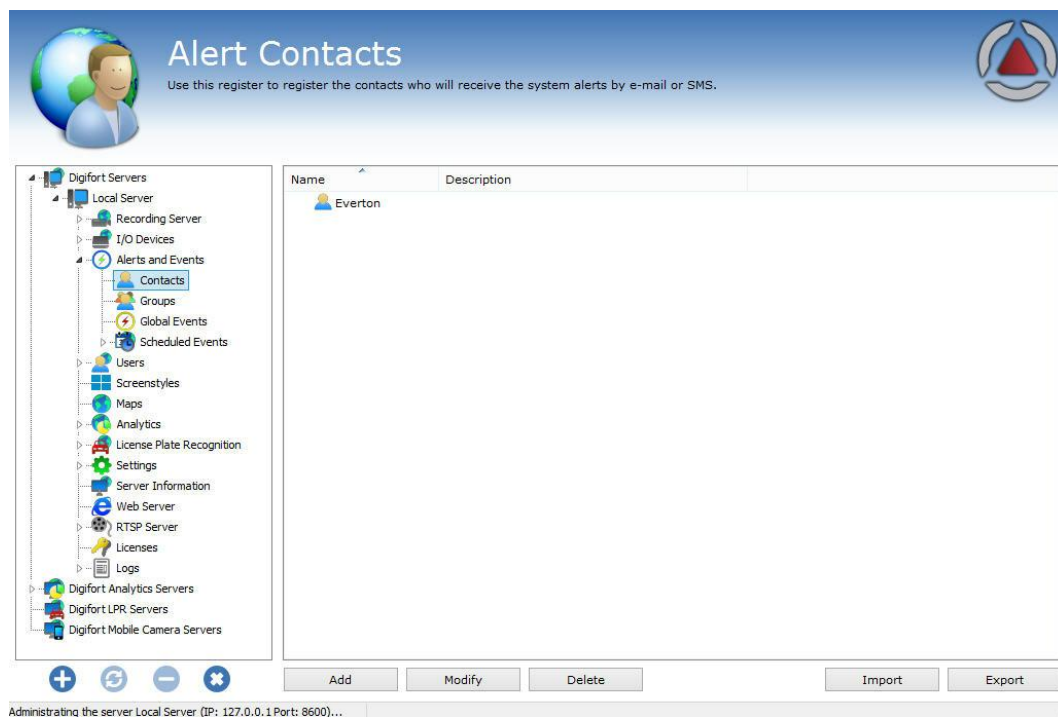 Alert Contacts
Use this register to register the contacts who will receive the system alerts by e-mail or SMS.
Digifort Servers
Local Server
Recording Server
I/O Devices
Alerts and Events
Contacts
Groups
Global Events
Scheduled Events
Users
Screenstyles
Maps
Analytics
License Plate Recognition
Settings
Server Information
Web Server
RTSP Server
Licenses
Logs
Digifort Analytics Servers
Digifort LPR Servers
Digifort Mobile Camera Servers
Name Description
Everton
Add Modify Delete Import Export
Administrating the server Local Server (IP: 127.0.0.1 Port: 8600)...